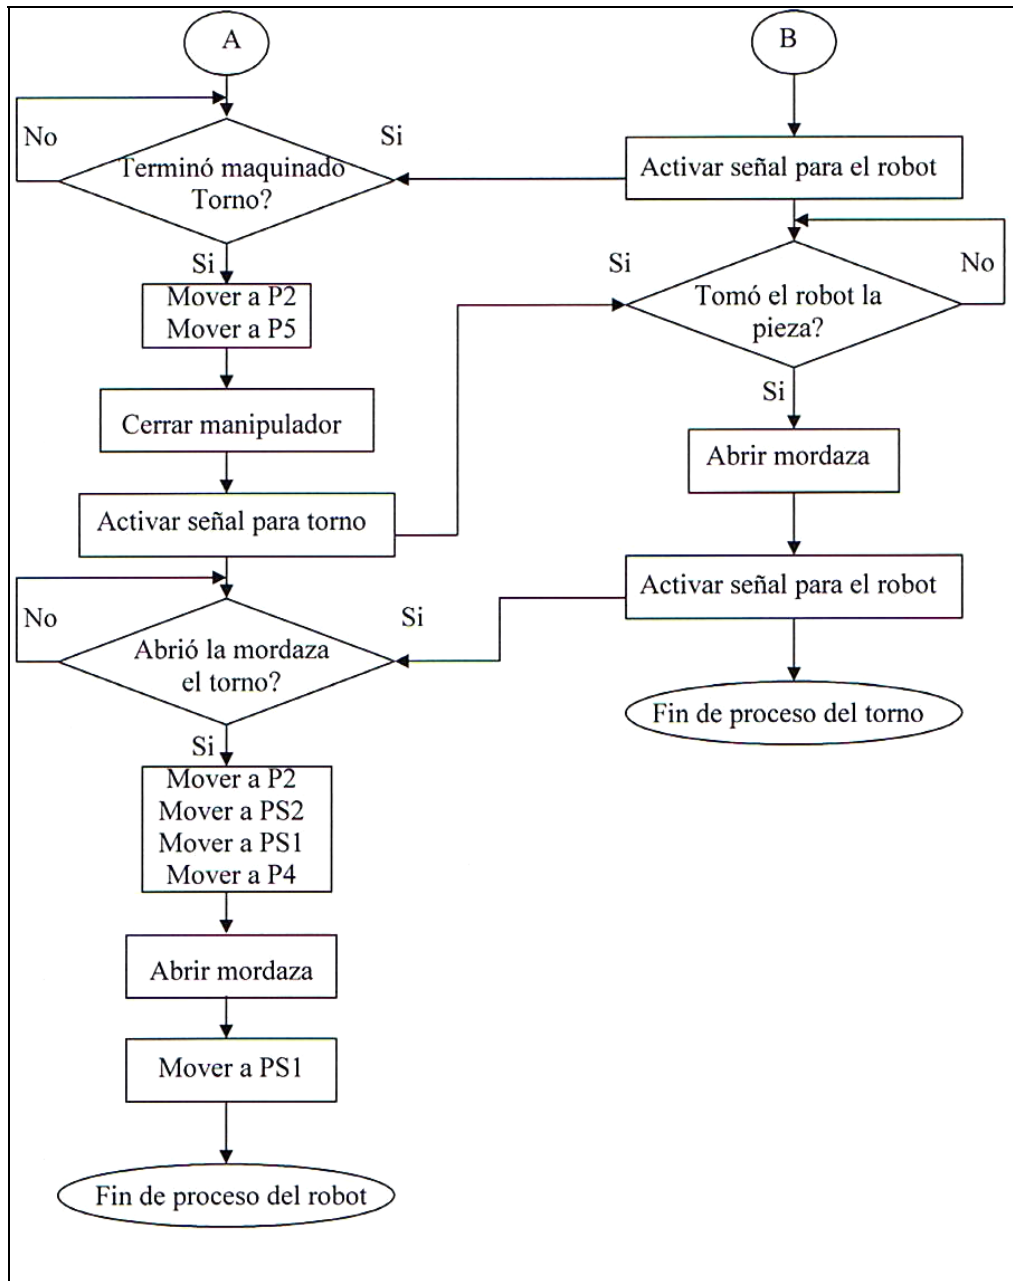 A
B
No
Si
Terminó maquinado
Torno?
Activar señal para el robot
Si
Mover a P2
Mover a P5
Si
No
Tomó el robot la
pieza?
Cerrar manipulador
Si
Abrir mordaza
Activar señal para torno
Activar señal para el robot
No
Si
Abrió la mordaza
el torno?
Fin de proceso del torno
Si
Mover a P2
Mover a PS2
Mover a PS1
Mover a P4
Abrir mordaza
Mover a PS1
Fin de proceso del robot